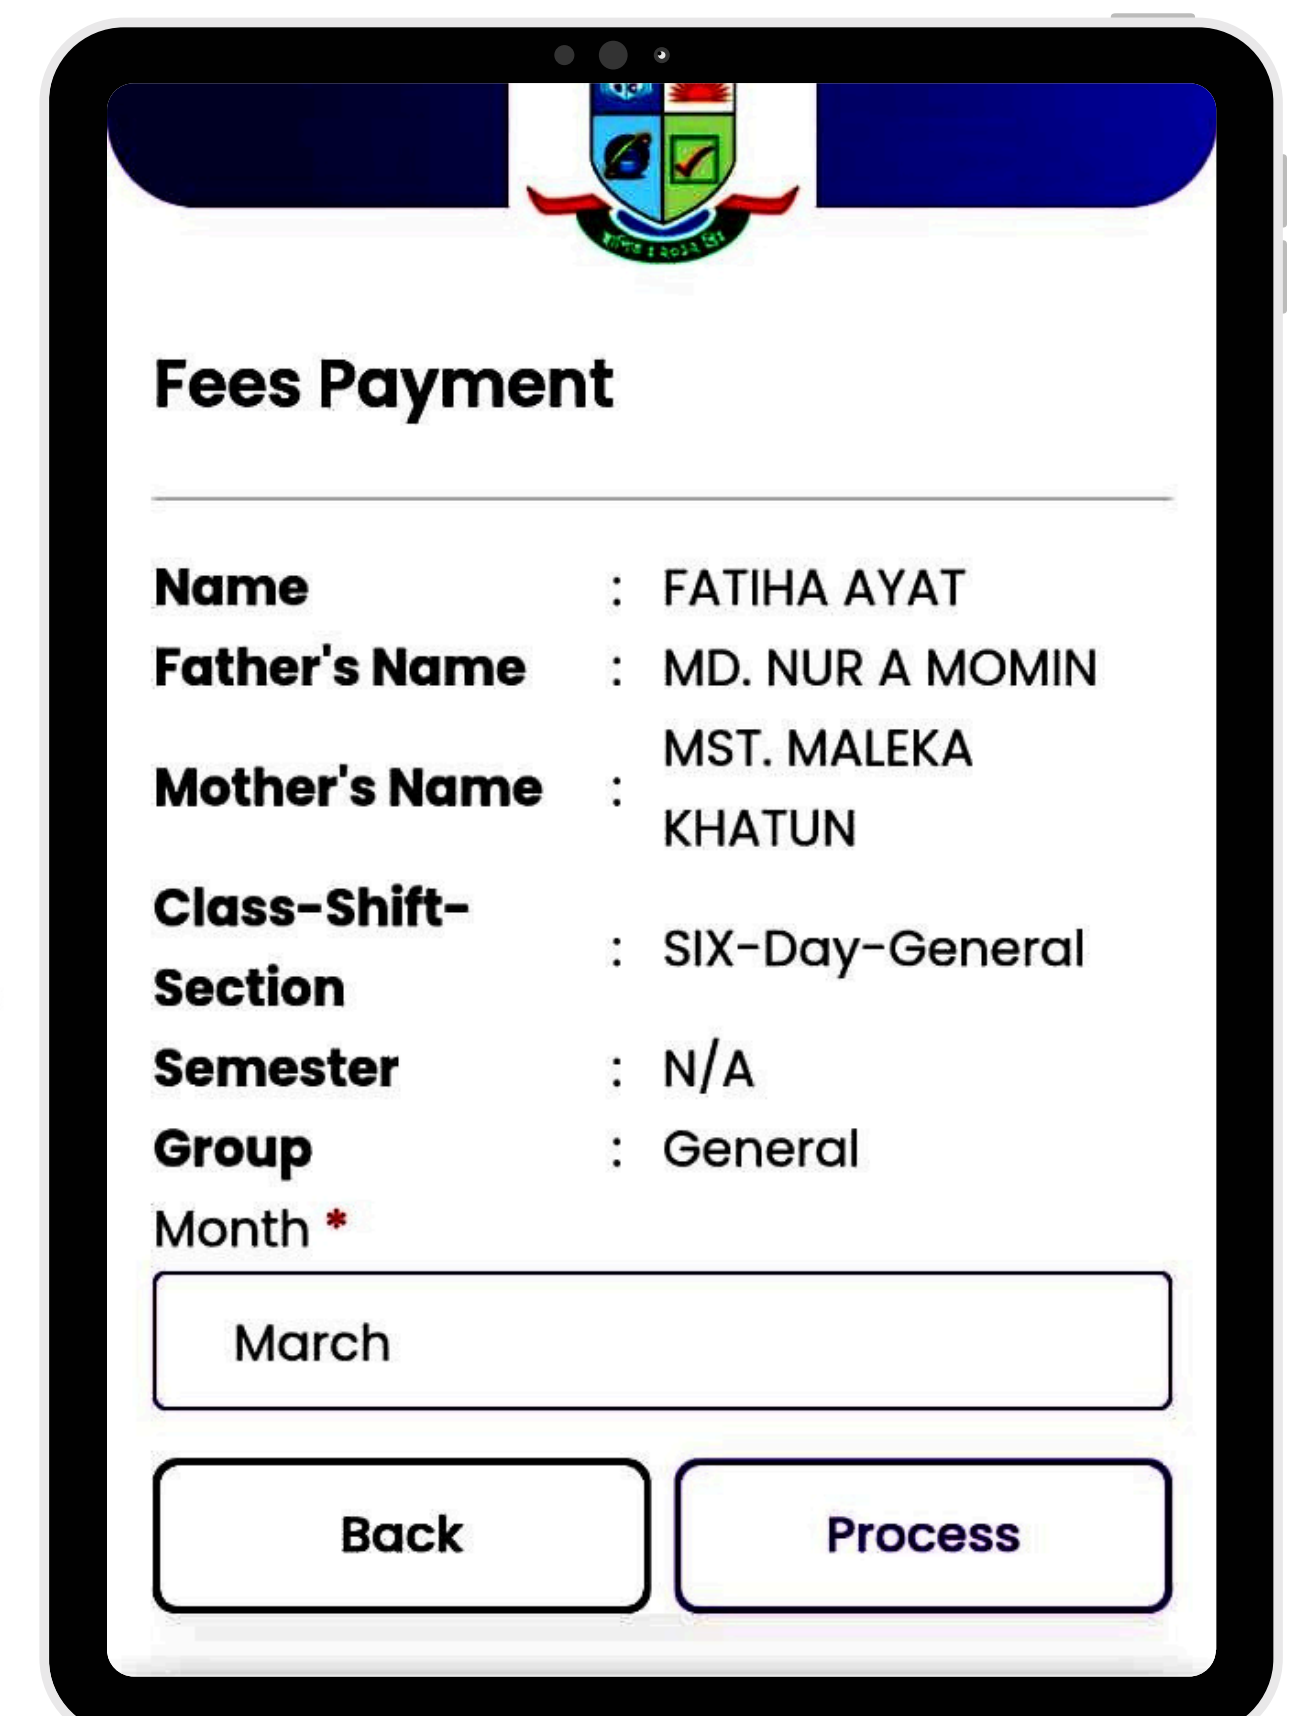 স্থাপিত : ২০১২ খ্রিঃ
Fees Payment
Name : FATIHA AYAT
Father's Name : MD. NUR A MOMIN
Mother's Name : MST. MALEKA
KHATUN
Class-Shift-
Section : SIX-Day-General
Semester : N/A
Group : General
Month *
March
Back Process